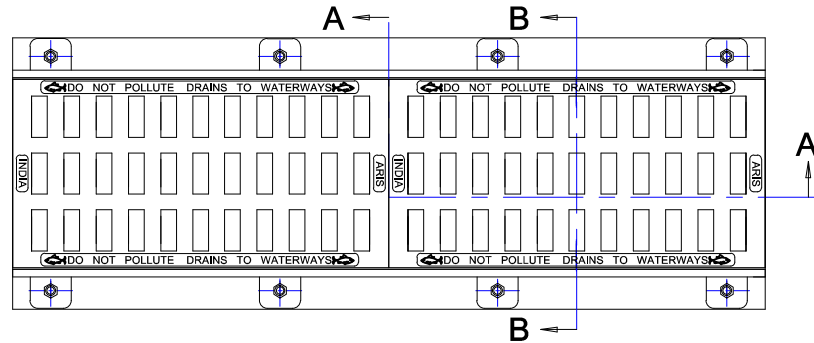 A B
DO NOT POLLUTE DRAINS TO WATERWAYS DO NOT POLLUTE DRAINS TO WATERWAYS
INDIA ARIS INDIA ARIS A
DO NOT POLLUTE DRAINS TO WATERWAYS DO NOT POLLUTE DRAINS TO WATERWAYS
B